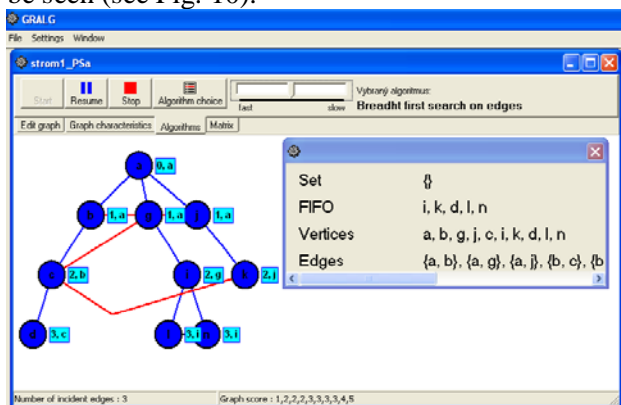 be seen (see Fig. 10).
GRALG
File Settings Window
strom1_PSa
Start Resume Stop Algorithm choice fast slow Vybraný algoritmus:
Breadht first search on edges
Edit graph Graph characteristics Algorithms Matrix
a 0, a
b 1, a g 1, a j 1, a
c 2, b i 2, g k 2, j
d 3, c l 3, i n 3, i
Set {}
FIFO i, k, d, l, n
Vertices a, b, g, j, c, i, k, d, l, n
Edges {a, b}, {a, g}, {a, j}, {b, c}, {b
Number of incident edges : 3 Graph score : 1,2,2,2,3,3,3,3,4,5